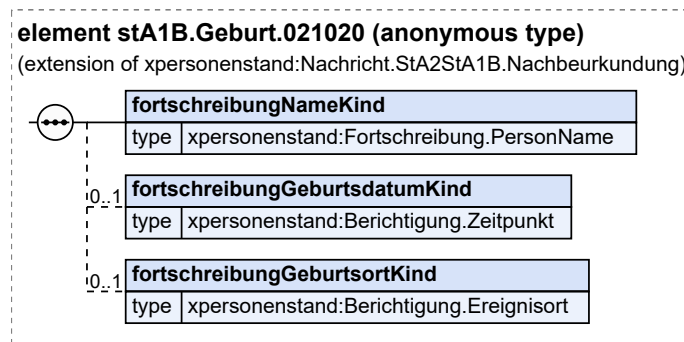 element stA1B.Geburt.021020 (anonymous type)
(extension of xpersonenstand:Nachricht.StA2StA1B.Nachbeurkundung)
fortschreibungNameKind
type xpersonenstand:Fortschreibung.PersonName
0..1
fortschreibungGeburtsdatumKind
type xpersonenstand:Berichtigung.Zeitpunkt
0..1
fortschreibungGeburtsortKind
type xpersonenstand:Berichtigung.Ereignisort